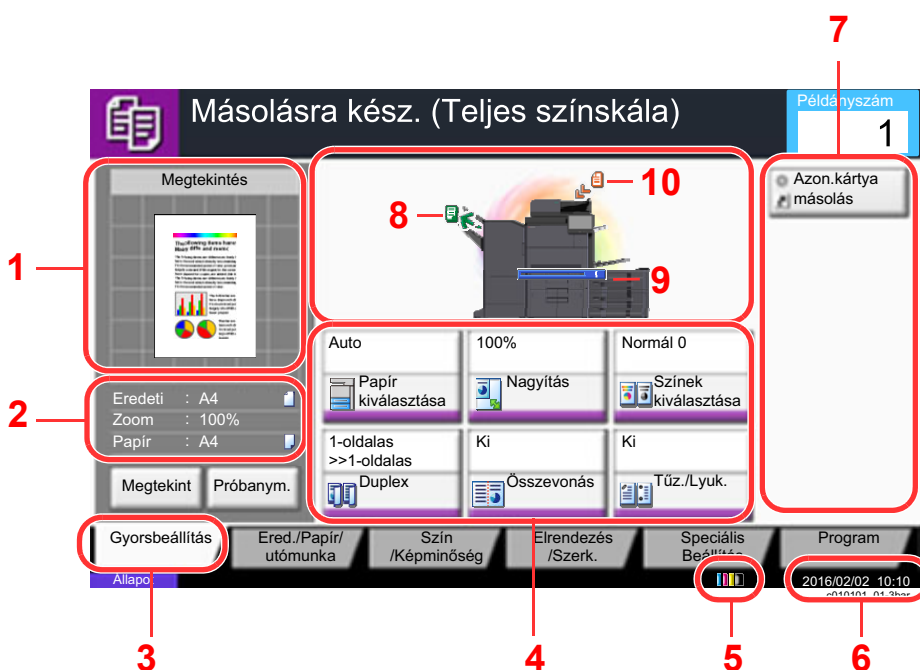 7
Másolásra kész. (Teljes színskála)
Példányszám
1
Megtekintés
1
8
10
9
Azon.kártya
másolás
2
Eredeti : A4
Zoom : 100%
Papír : A4
Megtekint
Próbanym.
Auto
Papír
kiválasztása
100%
Nagyítás
Normál 0
Színek
kiválasztása
1-oldalas
>>1-oldalas
Duplex
Ki
Összevonás
Ki
Tűz./Lyuk.
Gyorsbeállítás
Ered./Papír/
utómunka
Szín
/Képminőség
Elrendezés
/Szerk.
Speciális
Beállítás
Program
Állapot
2016/02/02 10:10
3
4
5
6